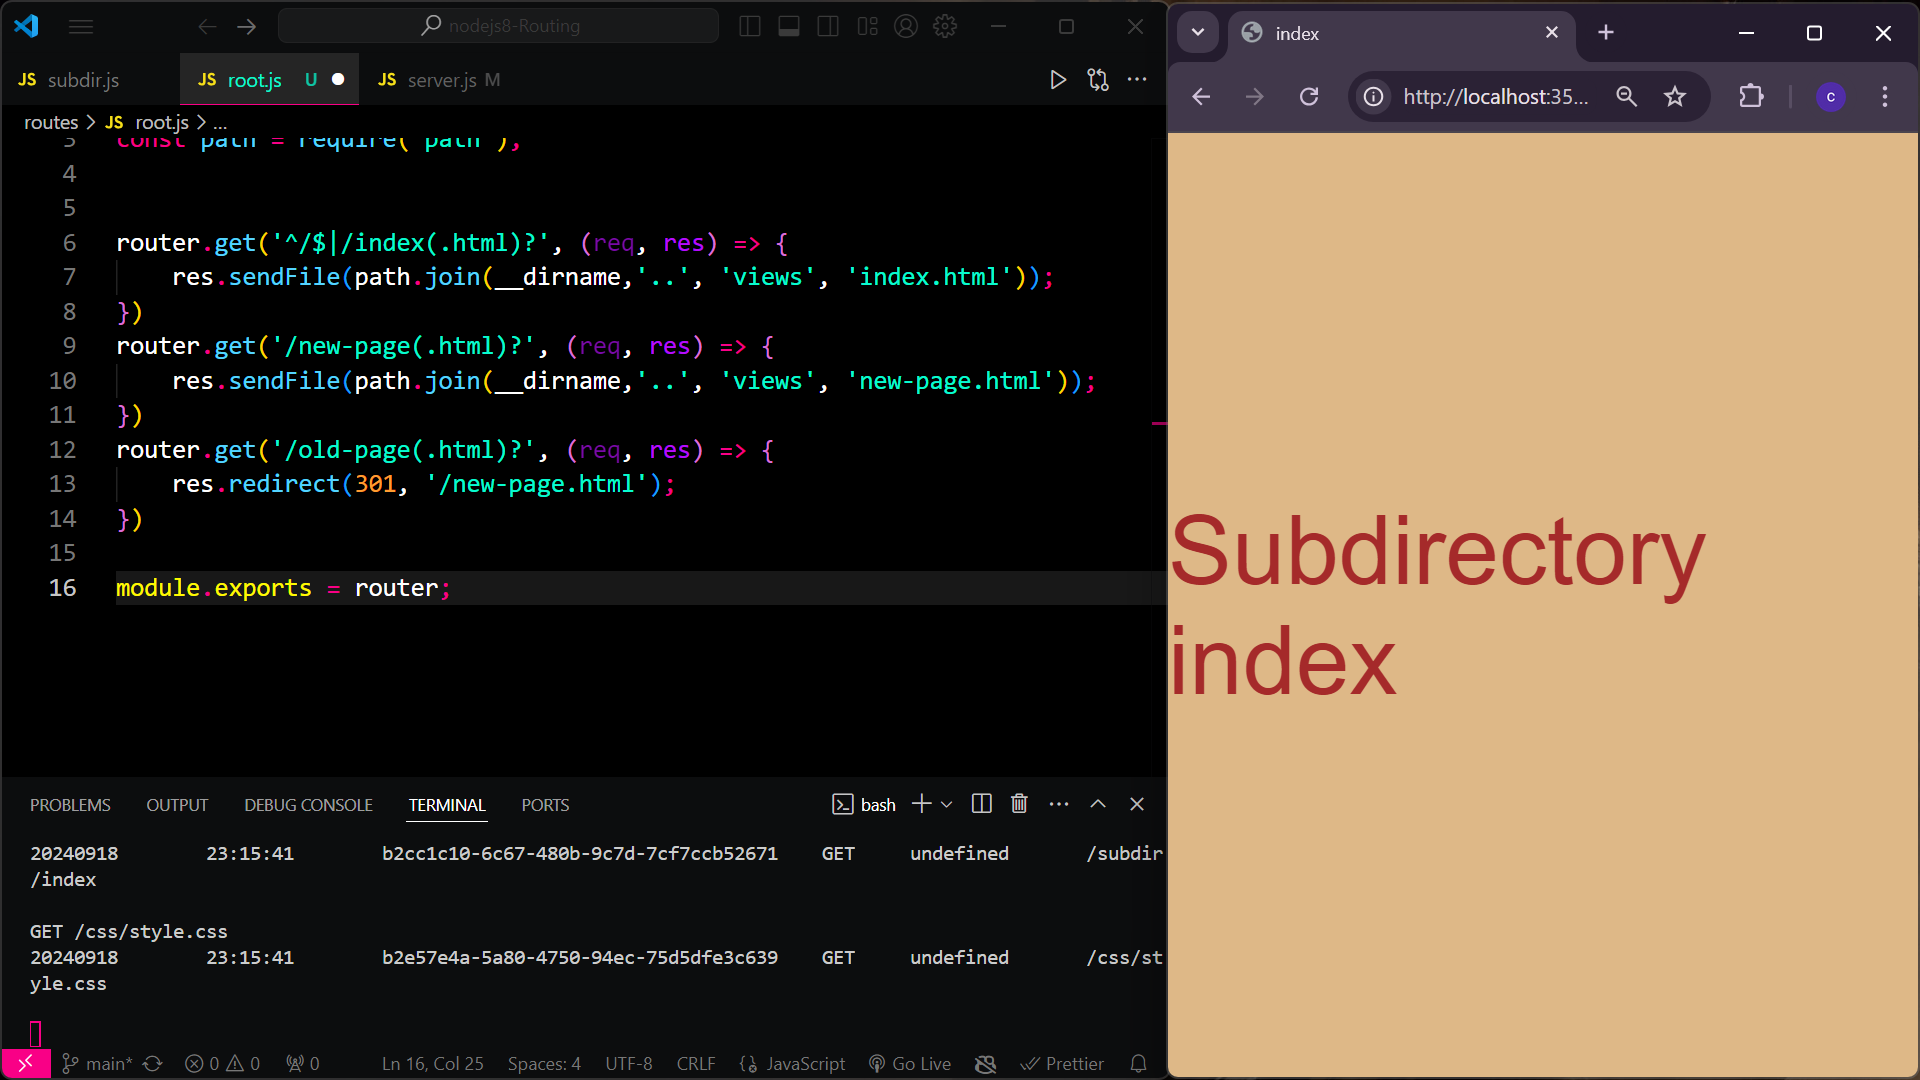 nodejs8-Routing
JS subdir.js
JS root.js U
JS server.js M
routes > JS root.js > ...
3 const path = require('path');
4
5
6 router.get('^/$|/index(.html)?', (req, res) => {
7 res.sendFile(path.join(__dirname,'..', 'views', 'index.html'));
8 })
9 router.get('/new-page(.html)?', (req, res) => {
10 res.sendFile(path.join(__dirname,'..', 'views', 'new-page.html'));
11 })
12 router.get('/old-page(.html)?', (req, res) => {
13 res.redirect(301, '/new-page.html');
14 })
15
16 module.exports = router;
PROBLEMS OUTPUT DEBUG CONSOLE TERMINAL PORTS
bash
20240918 23:15:41 b2cc1c10-6c67-480b-9c7d-7cf7ccb52671 GET undefined /subdir
/index
GET /css/style.css
20240918 23:15:41 b2e57e4a-5a80-4750-94ec-75d5dfe3c639 GET undefined /css/st
yle.css
main* 0 0 0 Ln 16, Col 25 Spaces: 4 UTF-8 CRLF {} JavaScript Go Live Prettier
index
http://localhost:35...
c
Subdirectory
index